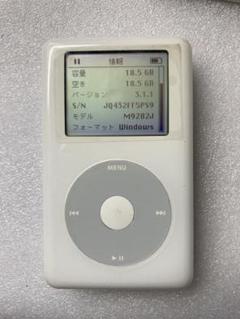 情報
容量 18.5 GB
空き 18.5 GB
バージョン 3.1.1
S/N JQ452FT5PS9
モデル M9282J
フォーマット Windows
MENU